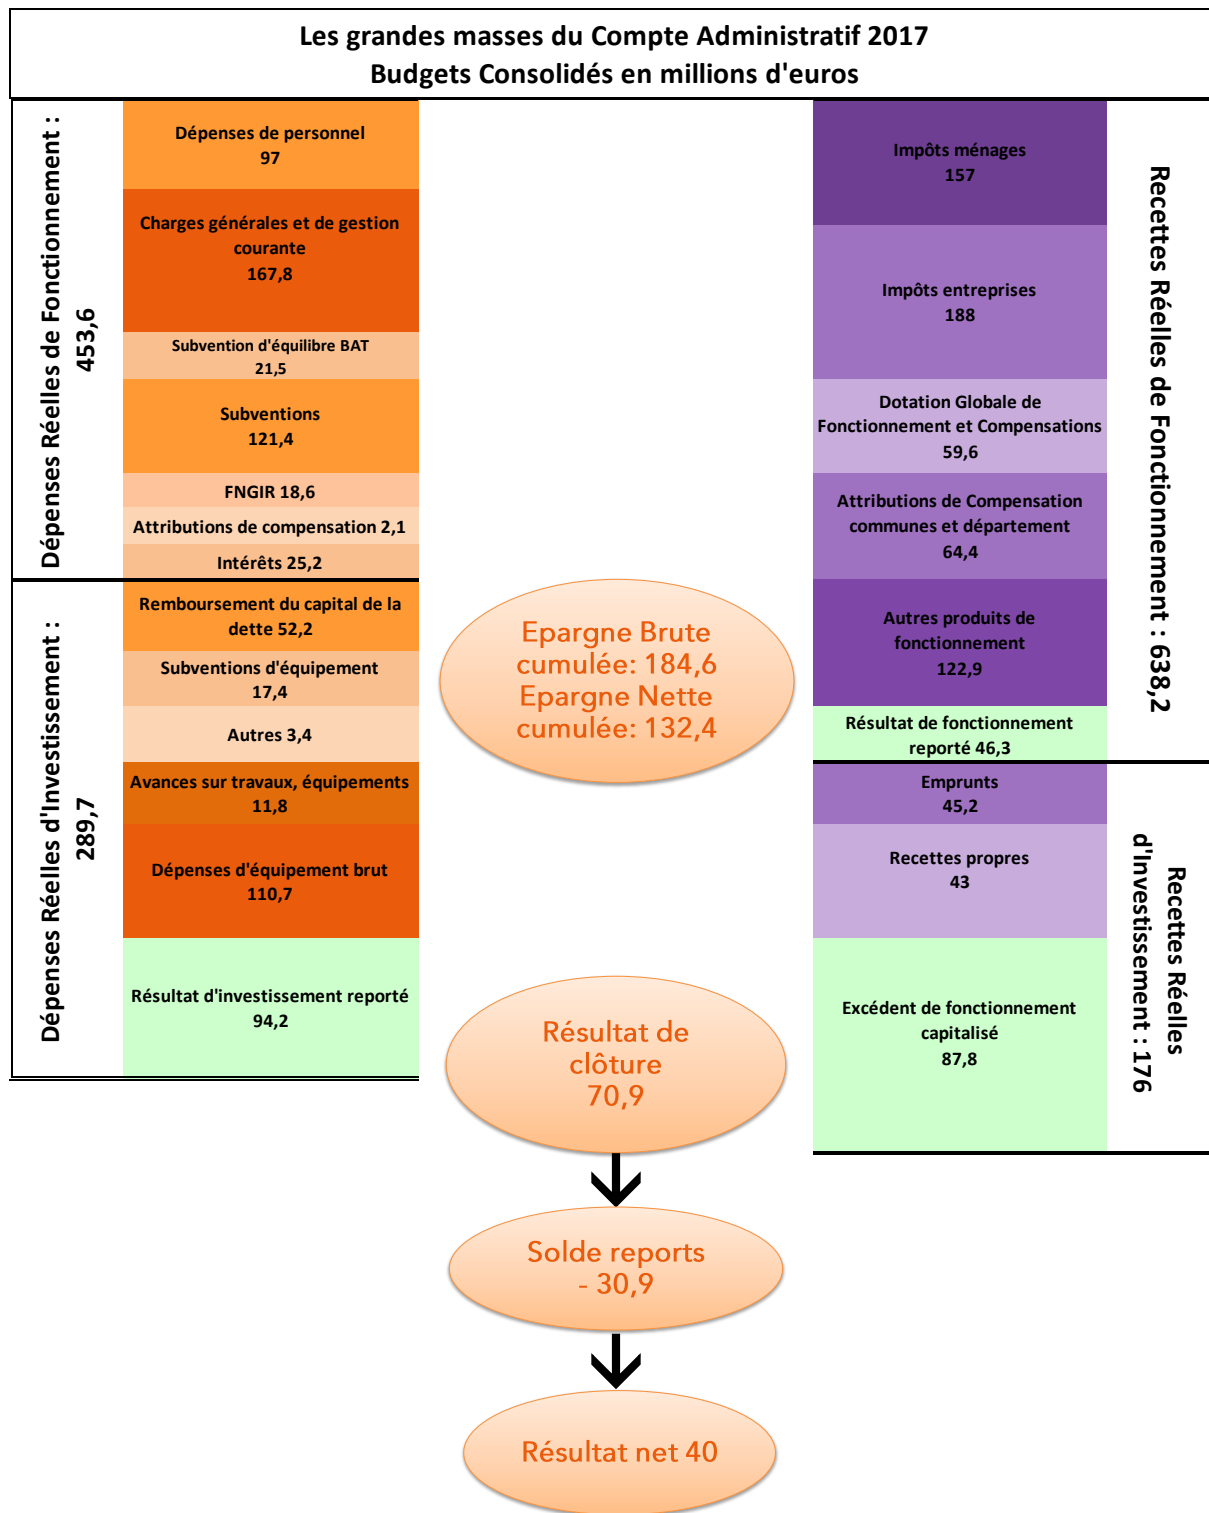 Les grandes masses du Compte Administratif 2017
Budgets Consolidés en millions d'euros
Dépenses Réelles de Fonctionnement :
453,6
Dépenses de personnel
97
Charges générales et de gestion
courante
167,8
Subvention d'équilibre BAT
21,5
Subventions
121,4
FNGIR 18,6
Attributions de compensation 2,1
Intérêts 25,2
Dépenses Réelles d'Investissement :
289,7
Remboursement du capital de la
dette 52,2
Subventions d'équipement
17,4
Autres 3,4
Avances sur travaux, équipements
11,8
Dépenses d'équipement brut
110,7
Résultat d'investissement reporté
94,2
Epargne Brute
cumulée: 184,6
Epargne Nette
cumulée: 132,4
Résultat de
clôture
70,9
Solde reports
- 30,9
Résultat net 40
Impôts ménages
157
Impôts entreprises
188
Dotation Globale de
Fonctionnement et Compensations
59,6
Attributions de Compensation
communes et département
64,4
Autres produits de
fonctionnement
122,9
Résultat de fonctionnement
reporté 46,3
Recettes Réelles de Fonctionnement : 638,2
Emprunts
45,2
Recettes propres
43
Excédent de fonctionnement
capitalisé
87,8
Recettes Réelles
d'Investissement : 176